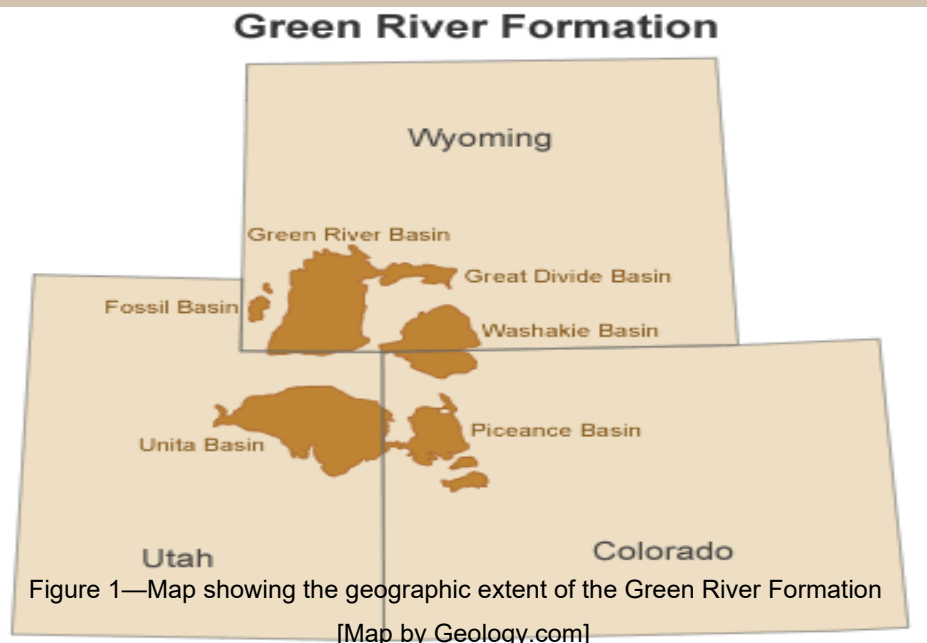 Green River Formation
Wyoming
Green River Basin
Great Divide Basin
Fossil Basin
Washakie Basin
Piceance Basin
Unita Basin
Utah
Colorado
Figure 1—Map showing the geographic extent of the Green River Formation
[Map by Geology.com]